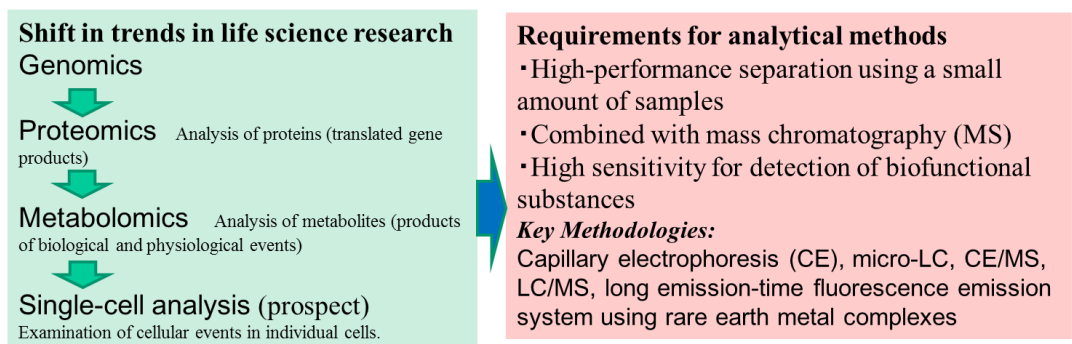 Shift in trends in life science research
Genomics
Proteomics Analysis of proteins (translated gene
products)
Metabolomics Analysis of metabolites (products
of biological and physiological events)
Single-cell analysis (prospect)
Examination of cellular events in individual cells.
Requirements for analytical methods
・High-performance separation using a small
amount of samples
・Combined with mass chromatography (MS)
・High sensitivity for detection of biofunctional
substances
Key Methodologies:
Capillary electrophoresis (CE), micro-LC, CE/MS,
LC/MS, long emission-time fluorescence emission
system using rare earth metal complexes